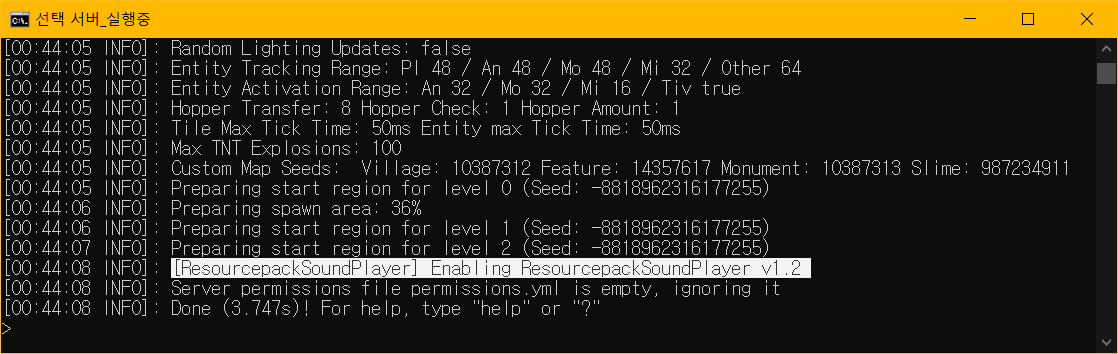 선택 서버_실행중
[00:44:05 INFO]: Random Lighting Updates: false
[00:44:05 INFO]: Entity Tracking Range: Pl 48 / An 48 / Mo 48 / Mi 32 / Other 64
[00:44:05 INFO]: Entity Activation Range: An 32 / Mo 32 / Mi 16 / Tiv true
[00:44:05 INFO]: Hopper Transfer: 8 Hopper Check: 1 Hopper Amount: 1
[00:44:05 INFO]: Tile Max Tick Time: 50ms Entity max Tick Time: 50ms
[00:44:05 INFO]: Max TNT Explosions: 100
[00:44:05 INFO]: Custom Map Seeds:  Village: 10387312 Feature: 14357617 Monument: 10387313 Slime: 987234911
[00:44:05 INFO]: Preparing start region for level 0 (Seed: -8818962316177255)
[00:44:06 INFO]: Preparing spawn area: 36%
[00:44:06 INFO]: Preparing start region for level 1 (Seed: -8818962316177255)
[00:44:07 INFO]: Preparing start region for level 2 (Seed: -8818962316177255)
[00:44:08 INFO]: [ResourcepackSoundPlayer] Enabling ResourcepackSoundPlayer v1.2
[00:44:08 INFO]: Server permissions file permissions.yml is empty, ignoring it
[00:44:08 INFO]: Done (3.747s)! For help, type "help" or "?"
>